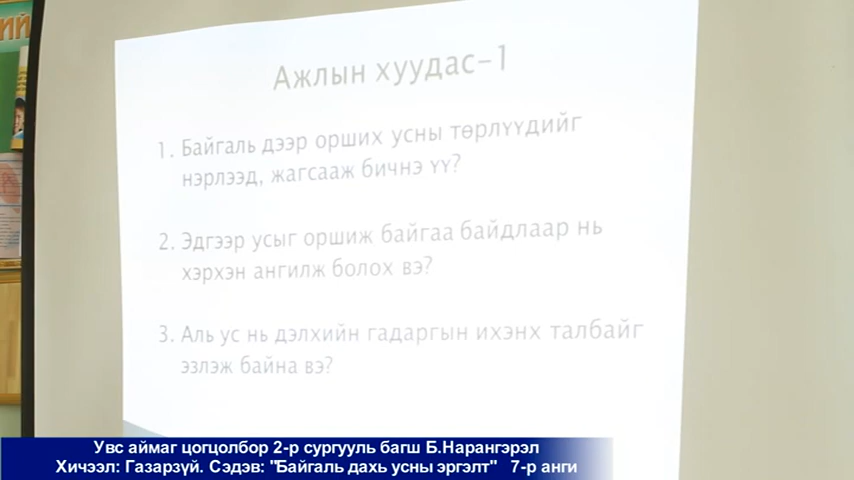 ИЙ
Ажлын хуудас-1
1. Байгаль дээр орших усны төрлүүдийг
нэрлээд, жагсааж бичнэ үү?
2. Эдгээр усыг оршиж байгаа байдлаар нь
хэрхэн ангилж болох вэ?
3. Аль ус нь дэлхийн гадаргын ихэнх талбайг
эзлэж байна вэ?
Увс аймаг цогцолбор 2-р сургууль багш Б.Нарангэрэл
Хичээл: Газарзүй. Сэдэв: "Байгаль дахь усны эргэлт" 7-р анги